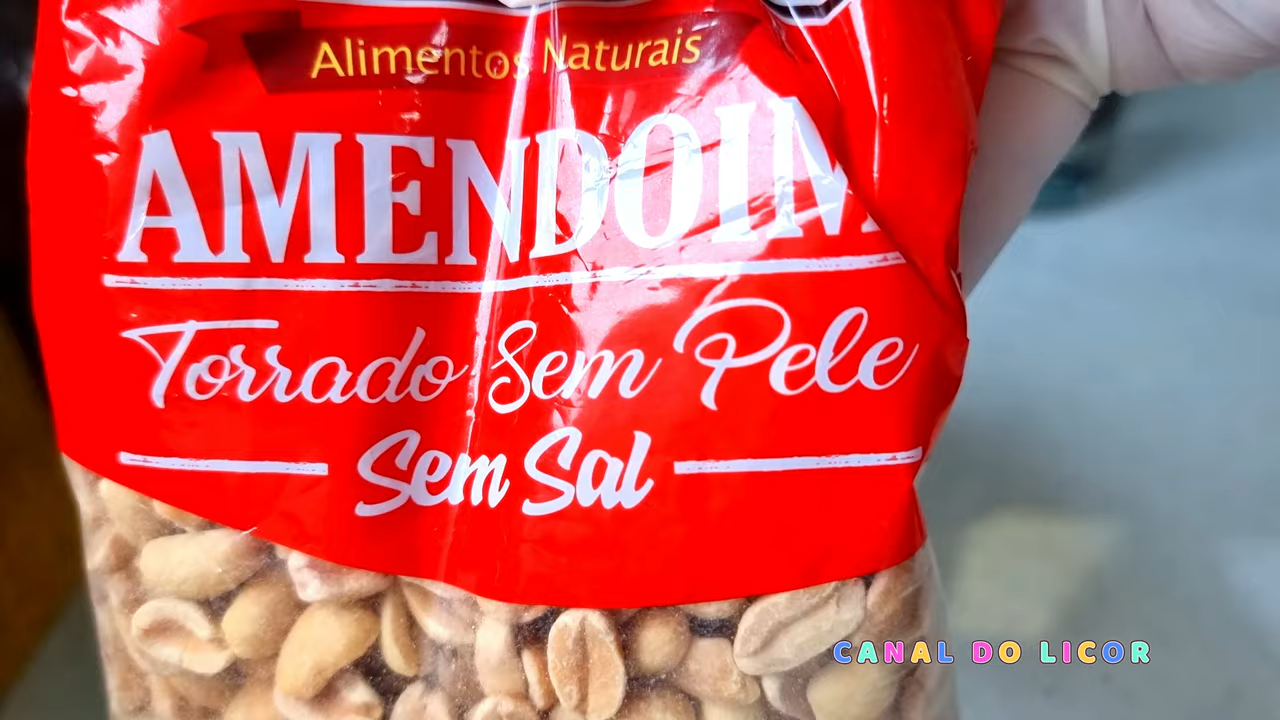 Alimentos Naturais
AMENDOIM
Torrado Sem Pele
Sem Sal
CANAL DO LICOR